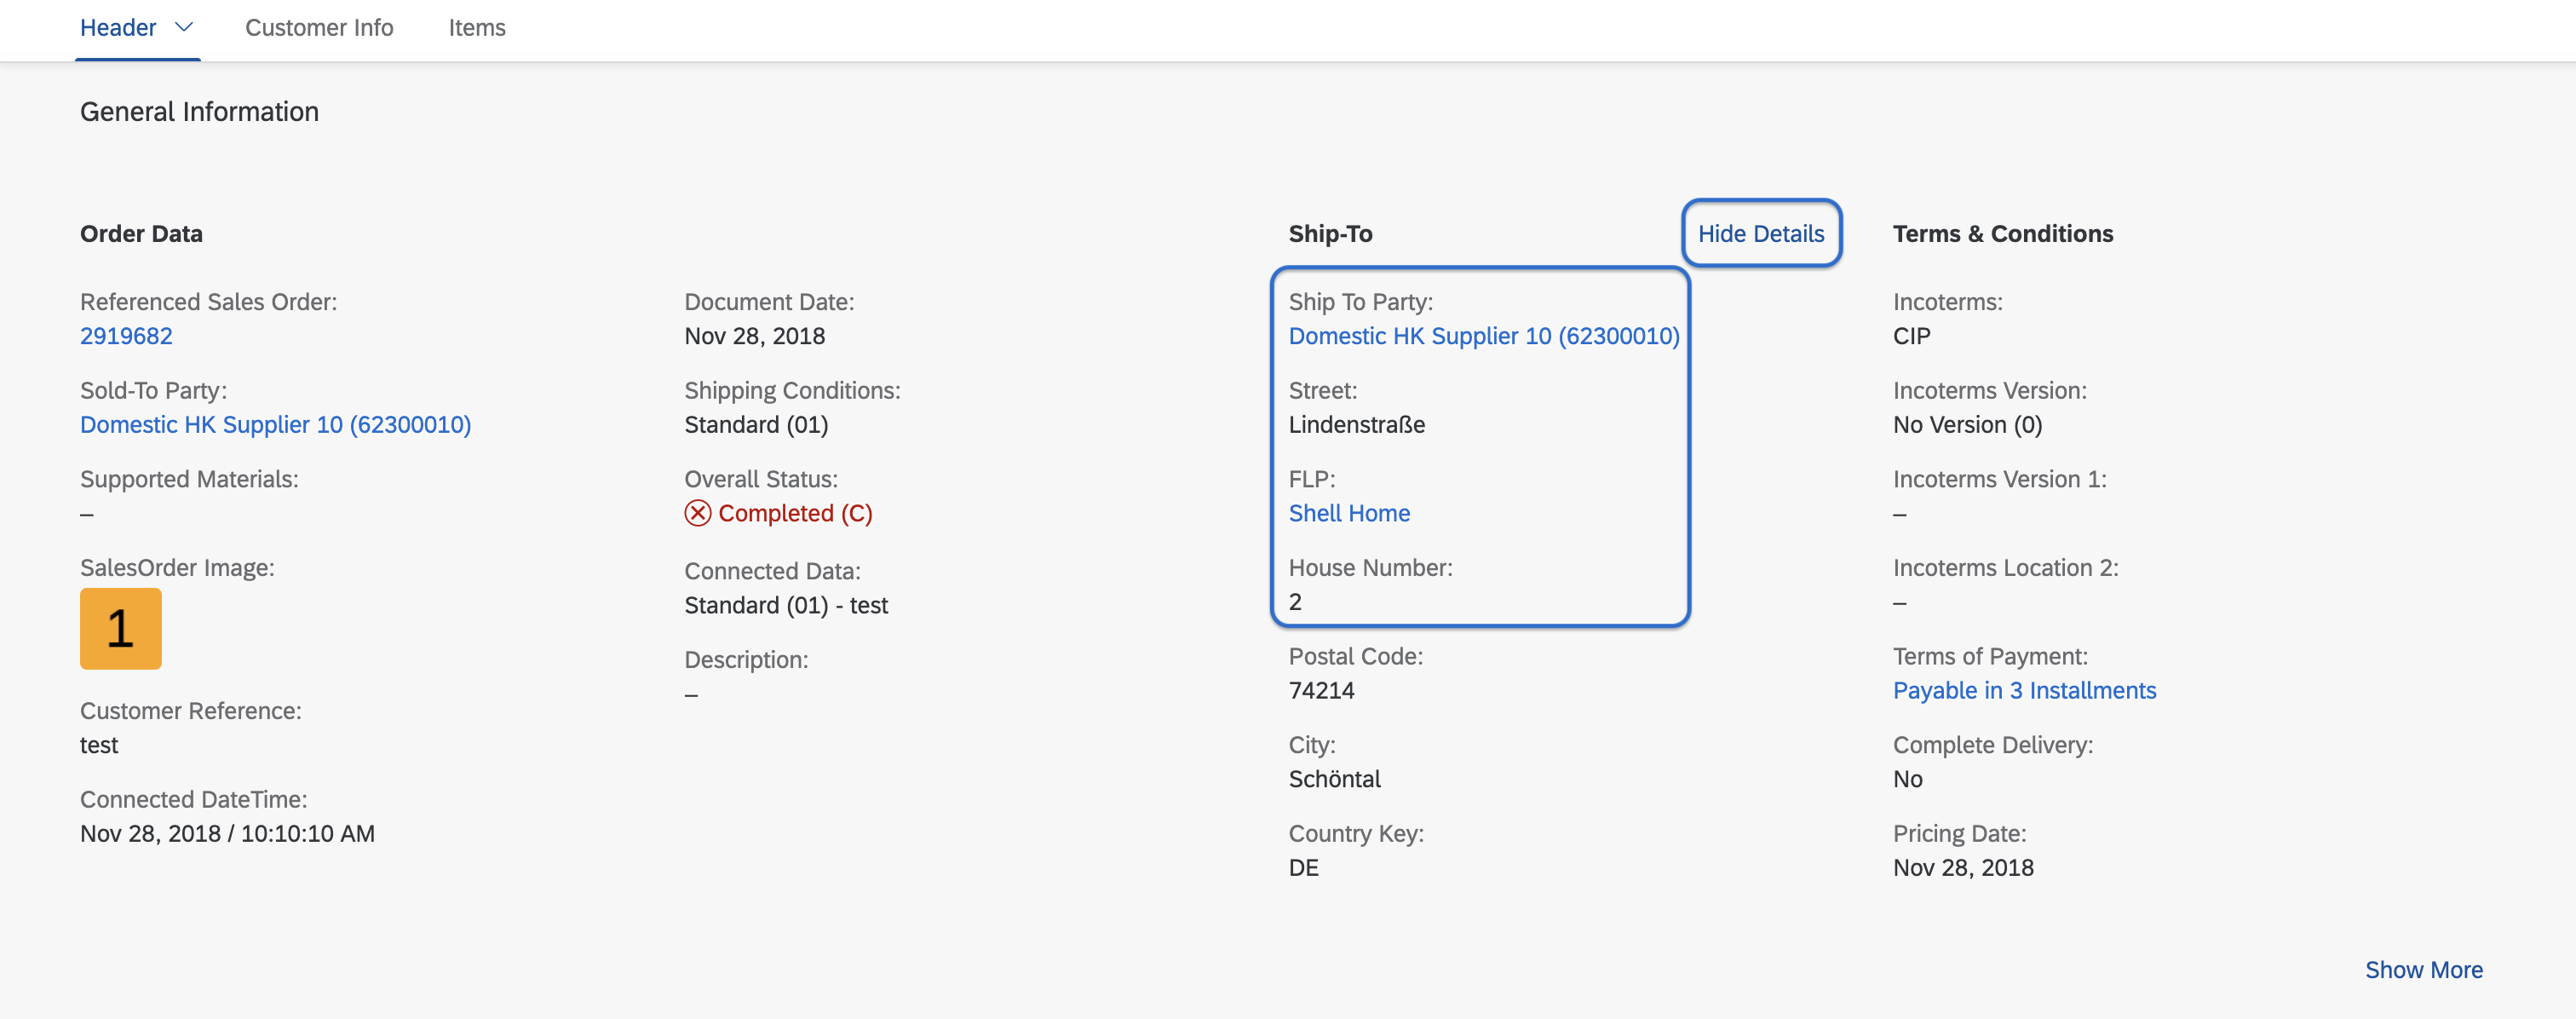 Header
Customer Info
Items
General Information
Order Data
Referenced Sales Order:
2919682
Sold-To Party:
Domestic HK Supplier 10 (62300010)
Supported Materials:
–
SalesOrder Image:
1
Customer Reference:
test
Connected DateTime:
Nov 28, 2018 / 10:10:10 AM
Document Date:
Nov 28, 2018
Shipping Conditions:
Standard (01)
Overall Status:
Completed (C)
Connected Data:
Standard (01) - test
Description:
–
Ship-To
Hide Details
Ship To Party:
Domestic HK Supplier 10 (62300010)
Street:
Lindenstraße
FLP:
Shell Home
House Number:
2
Postal Code:
74214
City:
Schöntal
Country Key:
DE
Terms & Conditions
Incoterms:
CIP
Incoterms Version:
No Version (0)
Incoterms Version 1:
–
Incoterms Location 2:
–
Terms of Payment:
Payable in 3 Installments
Complete Delivery:
No
Pricing Date:
Nov 28, 2018
Show More